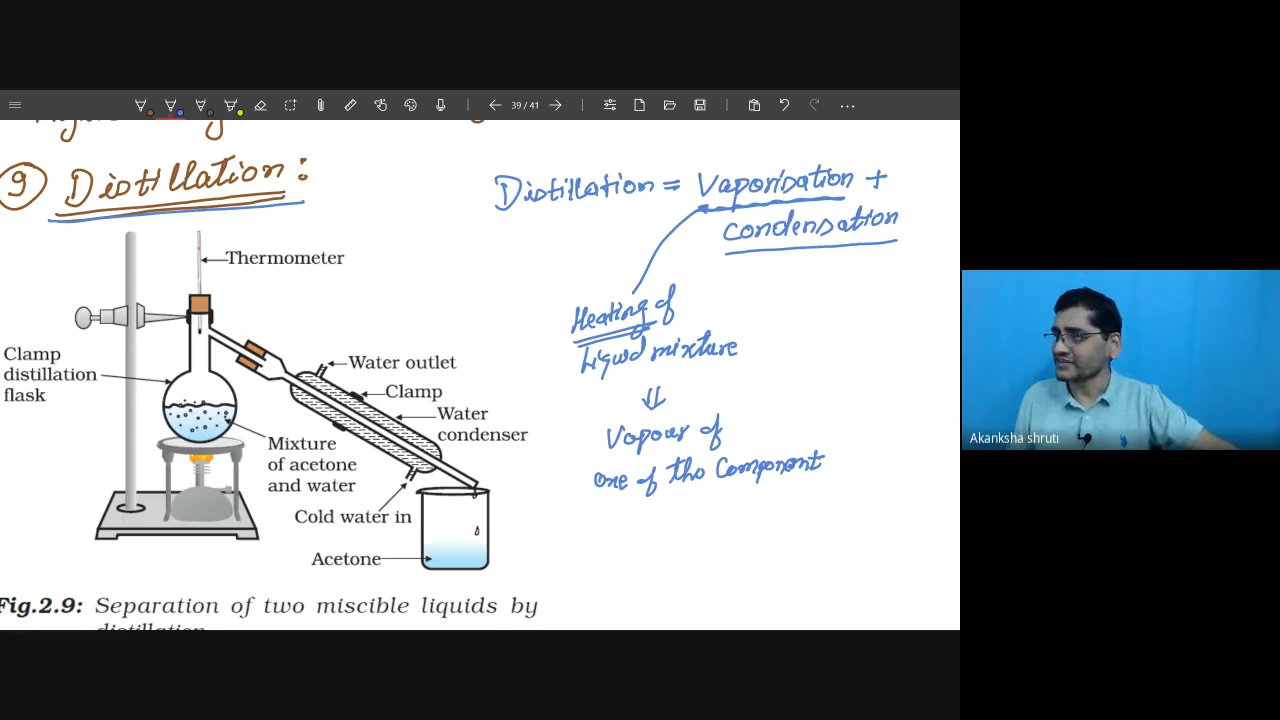 39 / 41
9 Distillation:
Distillation = Vaporisation +
condensation
Thermometer
Heating of
Liquid mixture
Clamp
distillation
flask
Water outlet
Clamp
Water
condenser
Vapour of
one of the Component
Mixture
of acetone
and water
Cold water in
Acetone
Akanksha shruti
Fig.2.9: Separation of two miscible liquids by
distillation